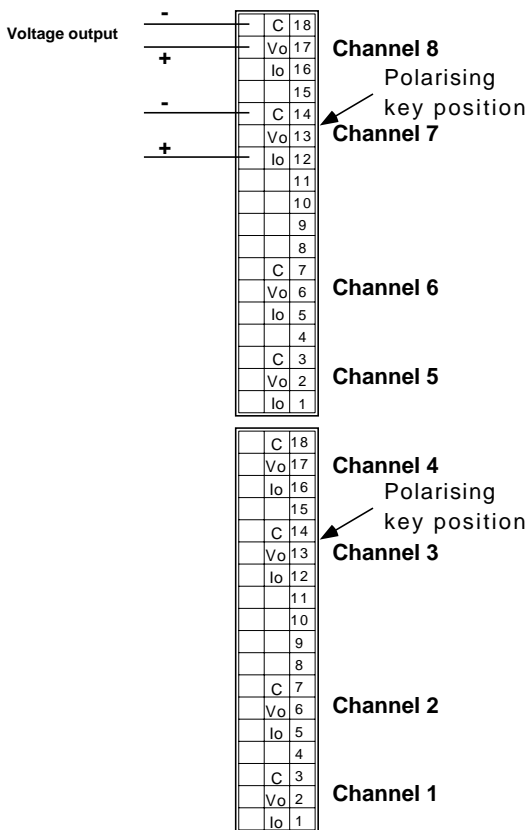 -
C 18
Voltage output
Vo 17
Channel 8
+
Io 16
Polarising
15
-
C 14
key position
Vo 13
Channel 7
+
Io 12
11
10
9
8
C 7
Vo 6
Channel 6
Io 5
4
C 3
Vo 2
Channel 5
Io 1
C 18
Vo 17
Channel 4
Io 16
Polarising
15
key position
C 14
Vo 13
Channel 3
Io 12
11
10
9
8
C 7
Vo 6
Channel 2
Io 5
4
C 3
Vo 2
Channel 1
Io 1